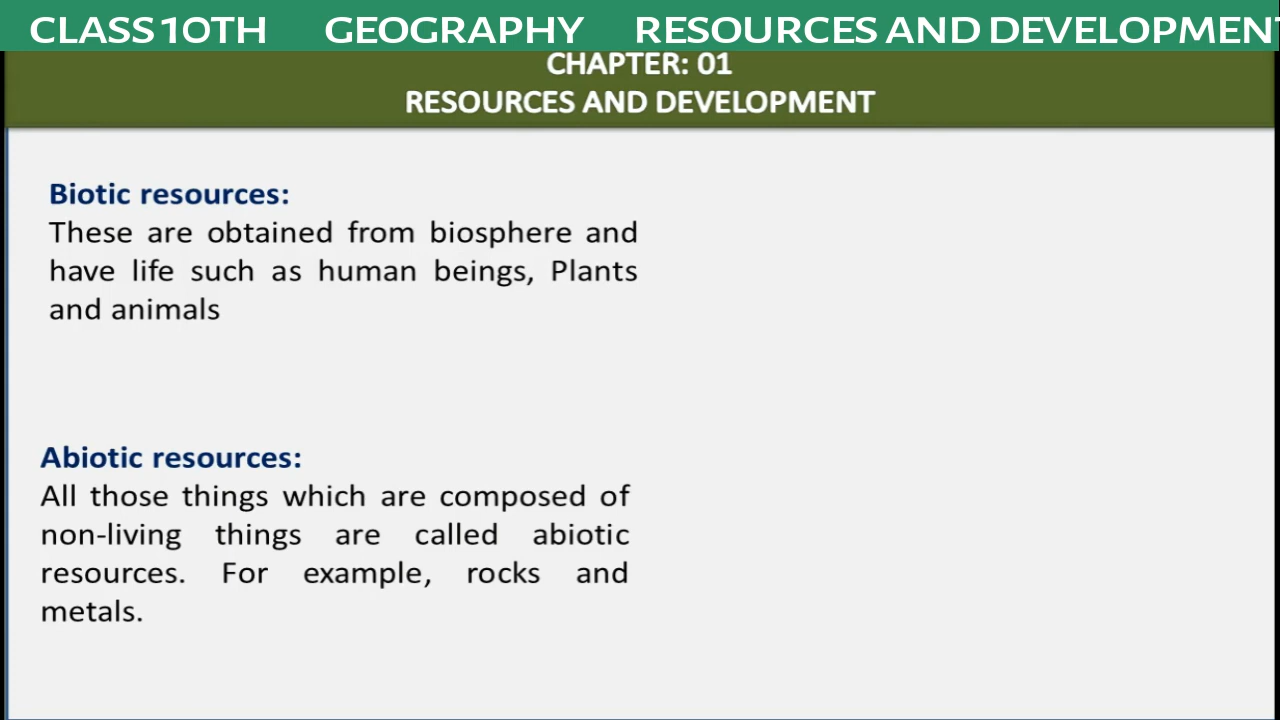 CLASS 10TH GEOGRAPHY RESOURCES AND DEVELOPMEN
CHAPTER: 01
RESOURCES AND DEVELOPMENT
Biotic resources:
These are obtained from biosphere and
have life such as human beings, Plants
and animals
Abiotic resources:
All those things which are composed of
non-living things are called abiotic
resources. For example, rocks and
metals.